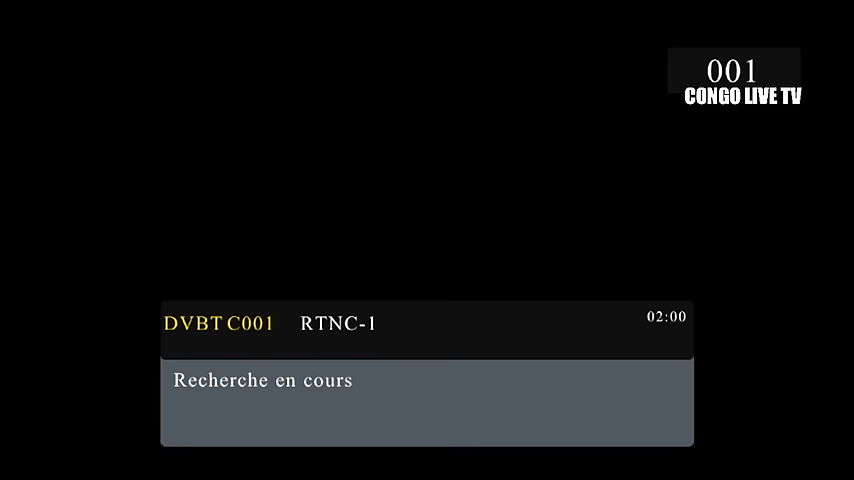 001
CONGO LIVE TV
DVBT C001 RTNC-1 02:00
Recherche en cours